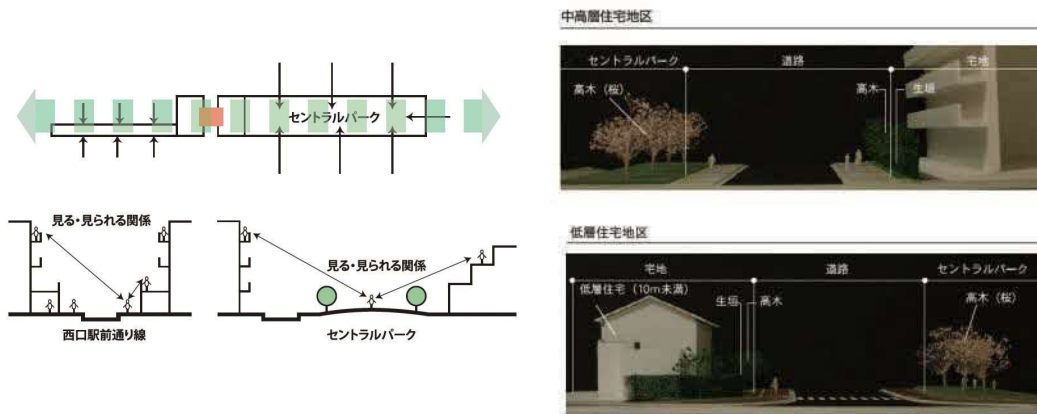 セントラルパーク
見る・見られる関係
西口駅前通り線
見る・見られる関係
セントラルパーク
中高層住宅地区
セントラルパーク
道路
宅地
高木（桜）
高木
生垣
低層住宅地区
宅地
道路
セントラルパーク
低層住宅（10m未満）
生垣
高木
高木（桜）